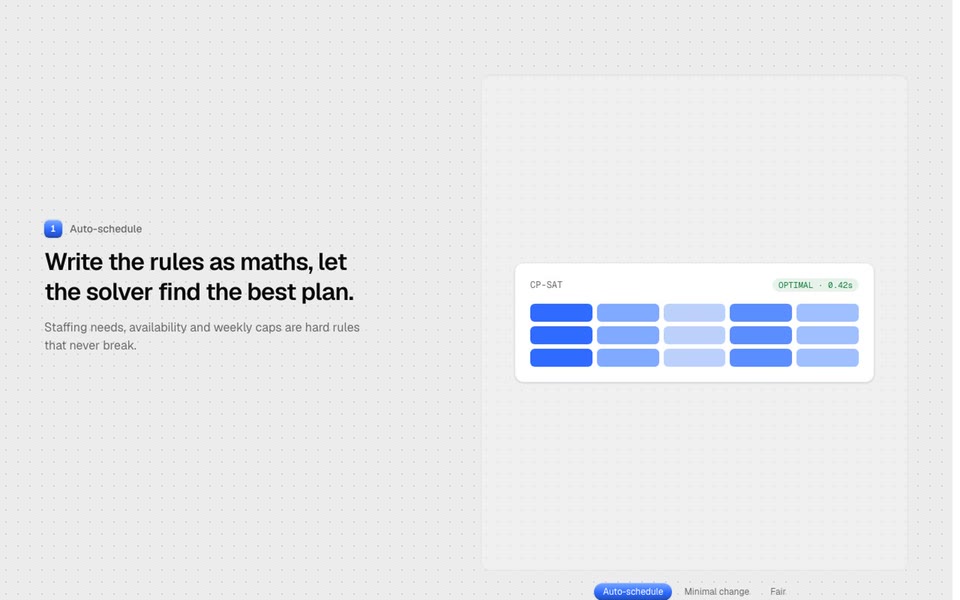 1 Auto-schedule
Write the rules as maths, let
the solver find the best plan.
Staffing needs, availability and weekly caps are hard rules
that never break.
CP-SAT OPTIMAL · 0.42s
Auto-schedule Minimal change Fair